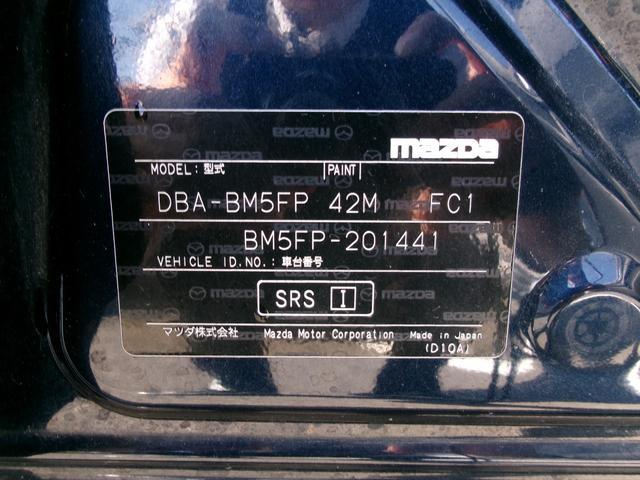 mazda
MODEL: 型式 PAINT
DBA-BM5FP 42M FC1
BM5FP-201441
VEHICLE ID.NO.: 車台番号
SRS I
マツダ株式会社 Mazda Motor Corporation Made in Japan
(D10A)